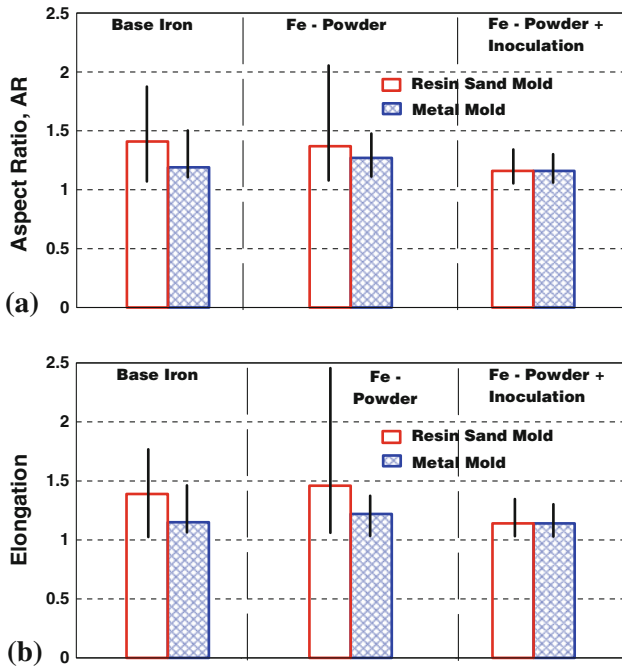 2.5
Base Iron
Fe - Powder
Fe - Powder +
Inoculation
2
Resin Sand Mold
Metal Mold
1.5
1
0.5
0
Aspect Ratio, AR
(a)
2.5
Base Iron
Fe -
Powder
Fe - Powder +
Inoculation
2
Resin Sand Mold
Metal Mold
1.5
1
0.5
0
Elongation
(b)